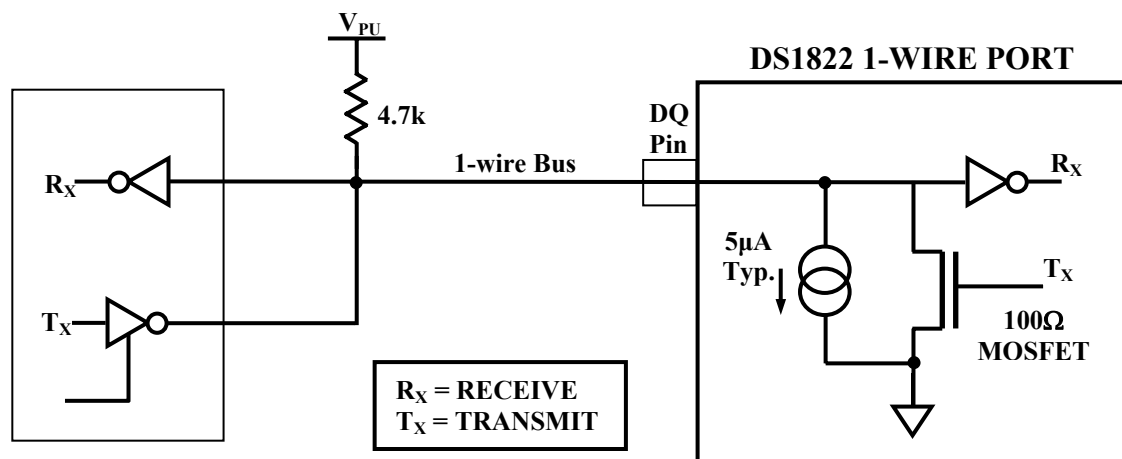 V_PU
DS1822 1-WIRE PORT
4.7k
DQ
Pin
1-wire Bus
R_X
R_X
5μA
Typ.
T_X
T_X
100Ω
MOSFET
R_X = RECEIVE
T_X = TRANSMIT